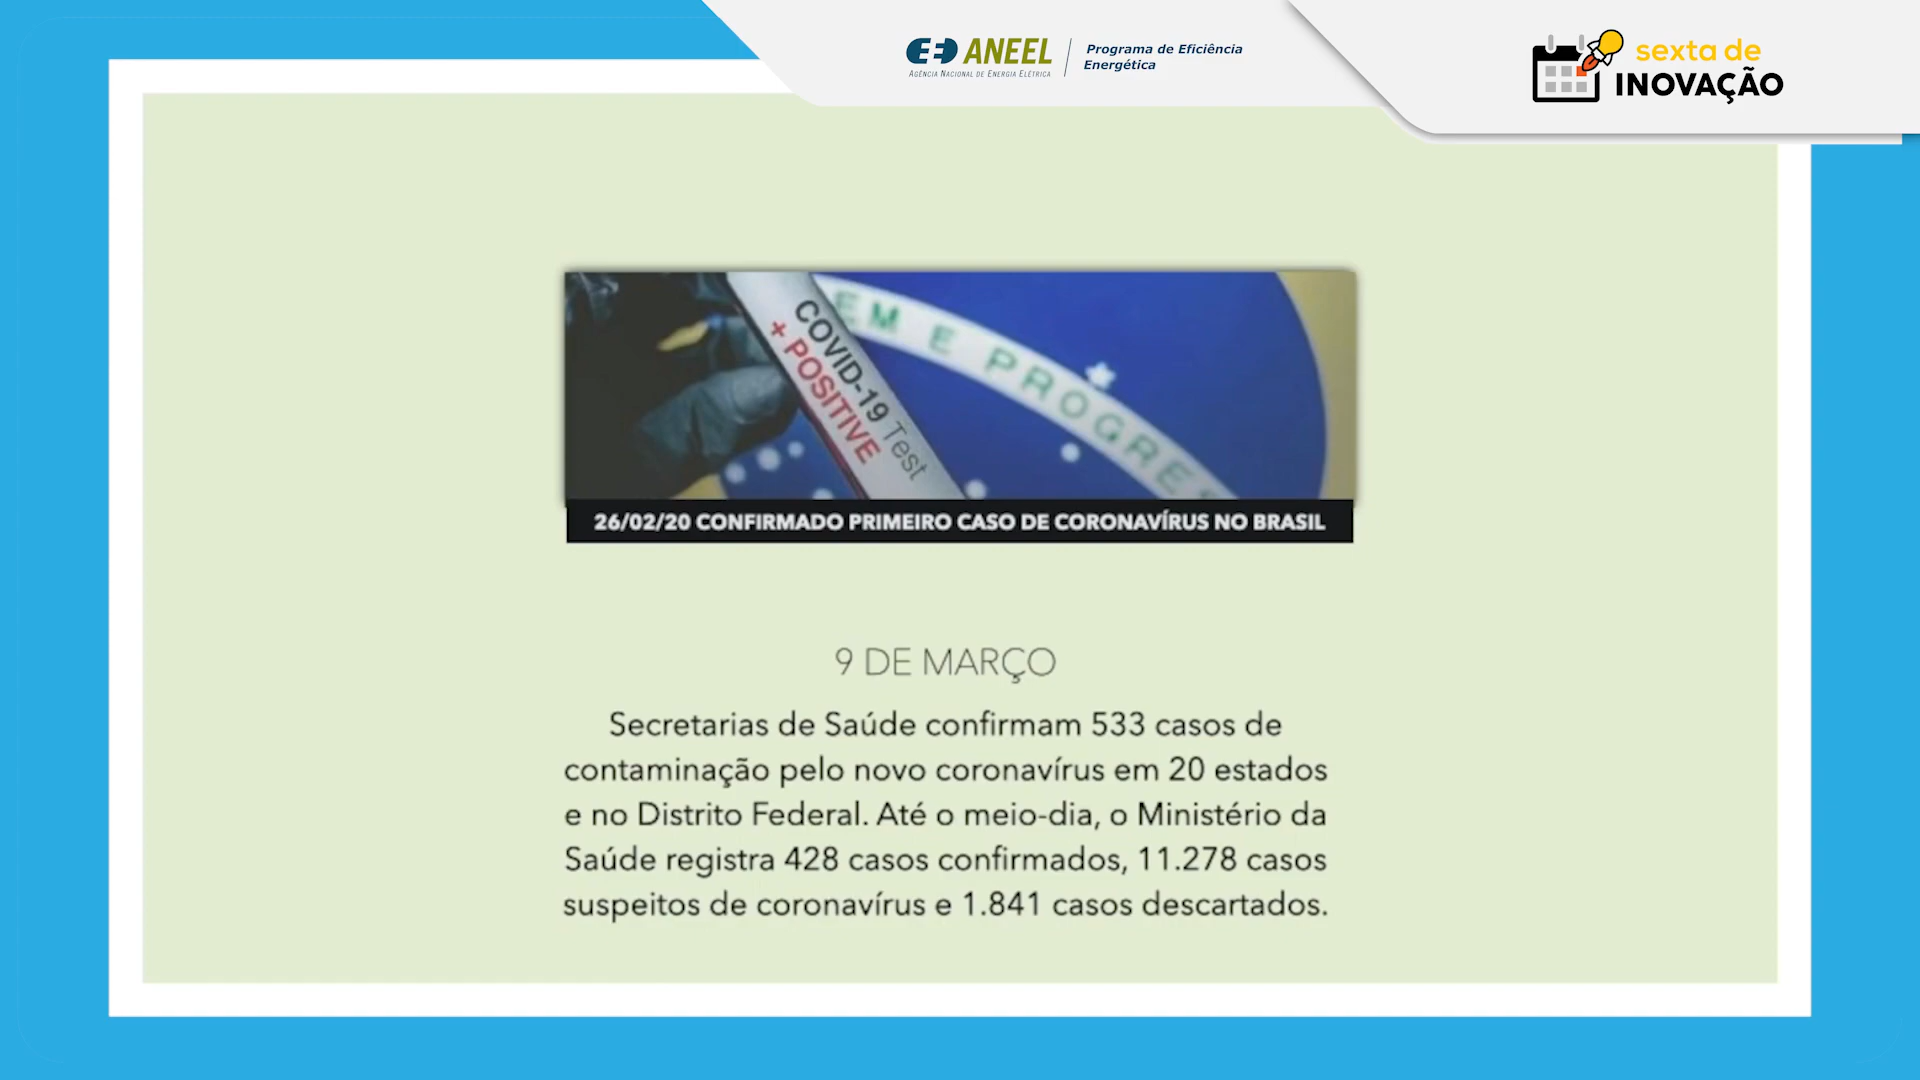 ANEEL
AGÊNCIA NACIONAL DE ENERGIA ELÉTRICA
Programa de Eficiência
Energética
sexta de
INOVAÇÃO
COVID-19 Test
+ POSITIVE
EM E PROGRES
26/02/20 CONFIRMADO PRIMEIRO CASO DE CORONAVÍRUS NO BRASIL
9 DE MARÇO
Secretarias de Saúde confirmam 533 casos de
contaminação pelo novo coronavírus em 20 estados
e no Distrito Federal. Até o meio-dia, o Ministério da
Saúde registra 428 casos confirmados, 11.278 casos
suspeitos de coronavírus e 1.841 casos descartados.